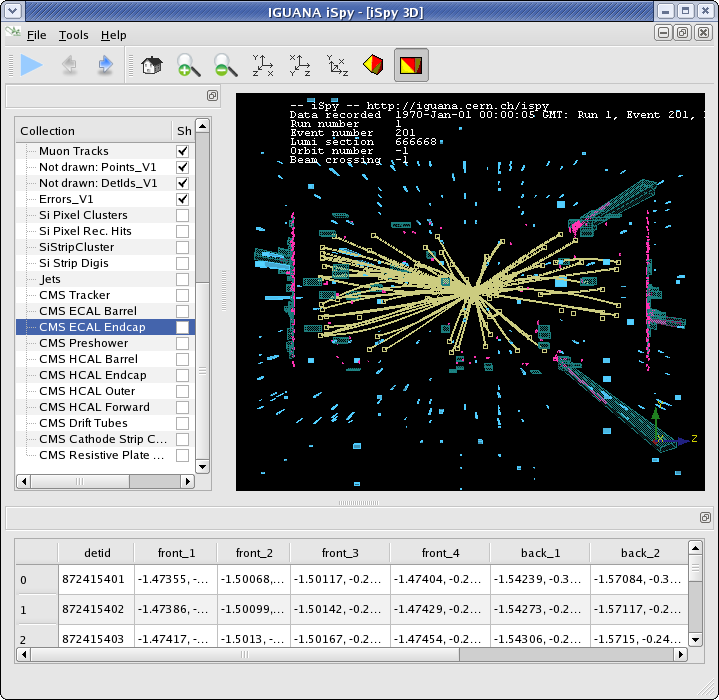 IGUANA iSpy - [iSpy 3D]
File Tools Help
-- iSpy -- http://iguana.cern.ch/ispy
Data recorded 1970-Jan-01 00:00:05 GMT: Run 1, Event 201,
Run number 1
Event number 201
Lumi section 666668
Orbit number -1
Beam crossing -1
Collection Sh
Muon Tracks
Not drawn: Points_V1
Not drawn: DetIds_V1
Errors_V1
Si Pixel Clusters
Si Pixel Rec. Hits
SiStripCluster
Si Strip Digis
Jets
CMS Tracker
CMS ECAL Barrel
CMS ECAL Endcap
CMS Preshower
CMS HCAL Barrel
CMS HCAL Endcap
CMS HCAL Outer
CMS HCAL Forward
CMS Drift Tubes
CMS Cathode Strip C...
CMS Resistive Plate ...
Y
X
Z
detid front_1 front_2 front_3 front_4 back_1 back_2
0 872415401 -1.47355, -... -1.50068,... -1.50117, -0.2... -1.47404, -0.2... -1.54239, -0.3... -1.57084, -0.3...
1 872415402 -1.47386, -... -1.50099,... -1.50142, -0.2... -1.47429, -0.2... -1.54273, -0.2... -1.57117, -0.2...
2 872415403 -1.47417, -... -1.5013, -... -1.50167, -0.2... -1.47454, -0.2... -1.54306, -0.2... -1.5715, -0.24...